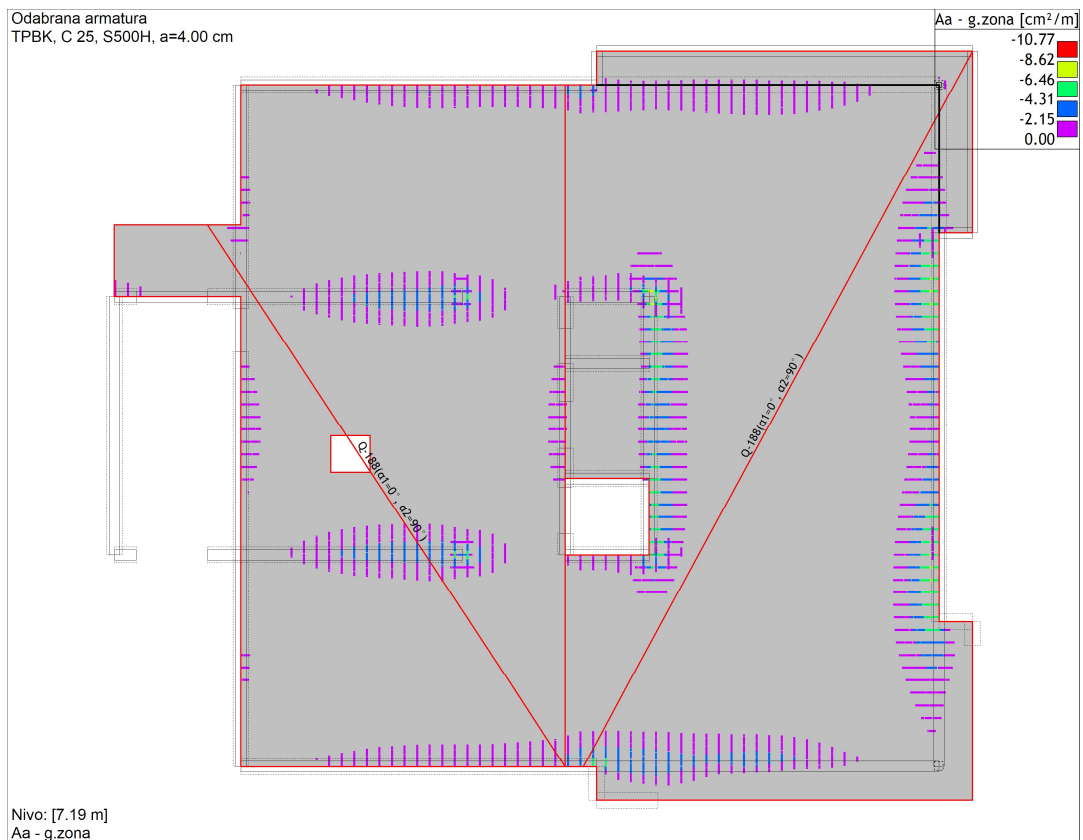 Odabrana armatura
TPBK, C 25, S500H, a=4.00 cm
Aa - g.zona [cm²/m]
-10.77
-8.62
-6.46
-4.31
-2.15
0.00
Q-188(α1=0°, α2=90°)
Q-188(α1=0°, α2=90°)
Nivo: [7.19 m]
Aa - g.zona